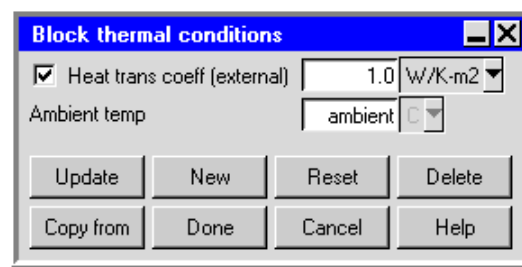 Block thermal conditions
Heat trans coeff (external) 1.0 W/K-m2
Ambient temp ambient C
Update New Reset Delete
Copy from Done Cancel Help